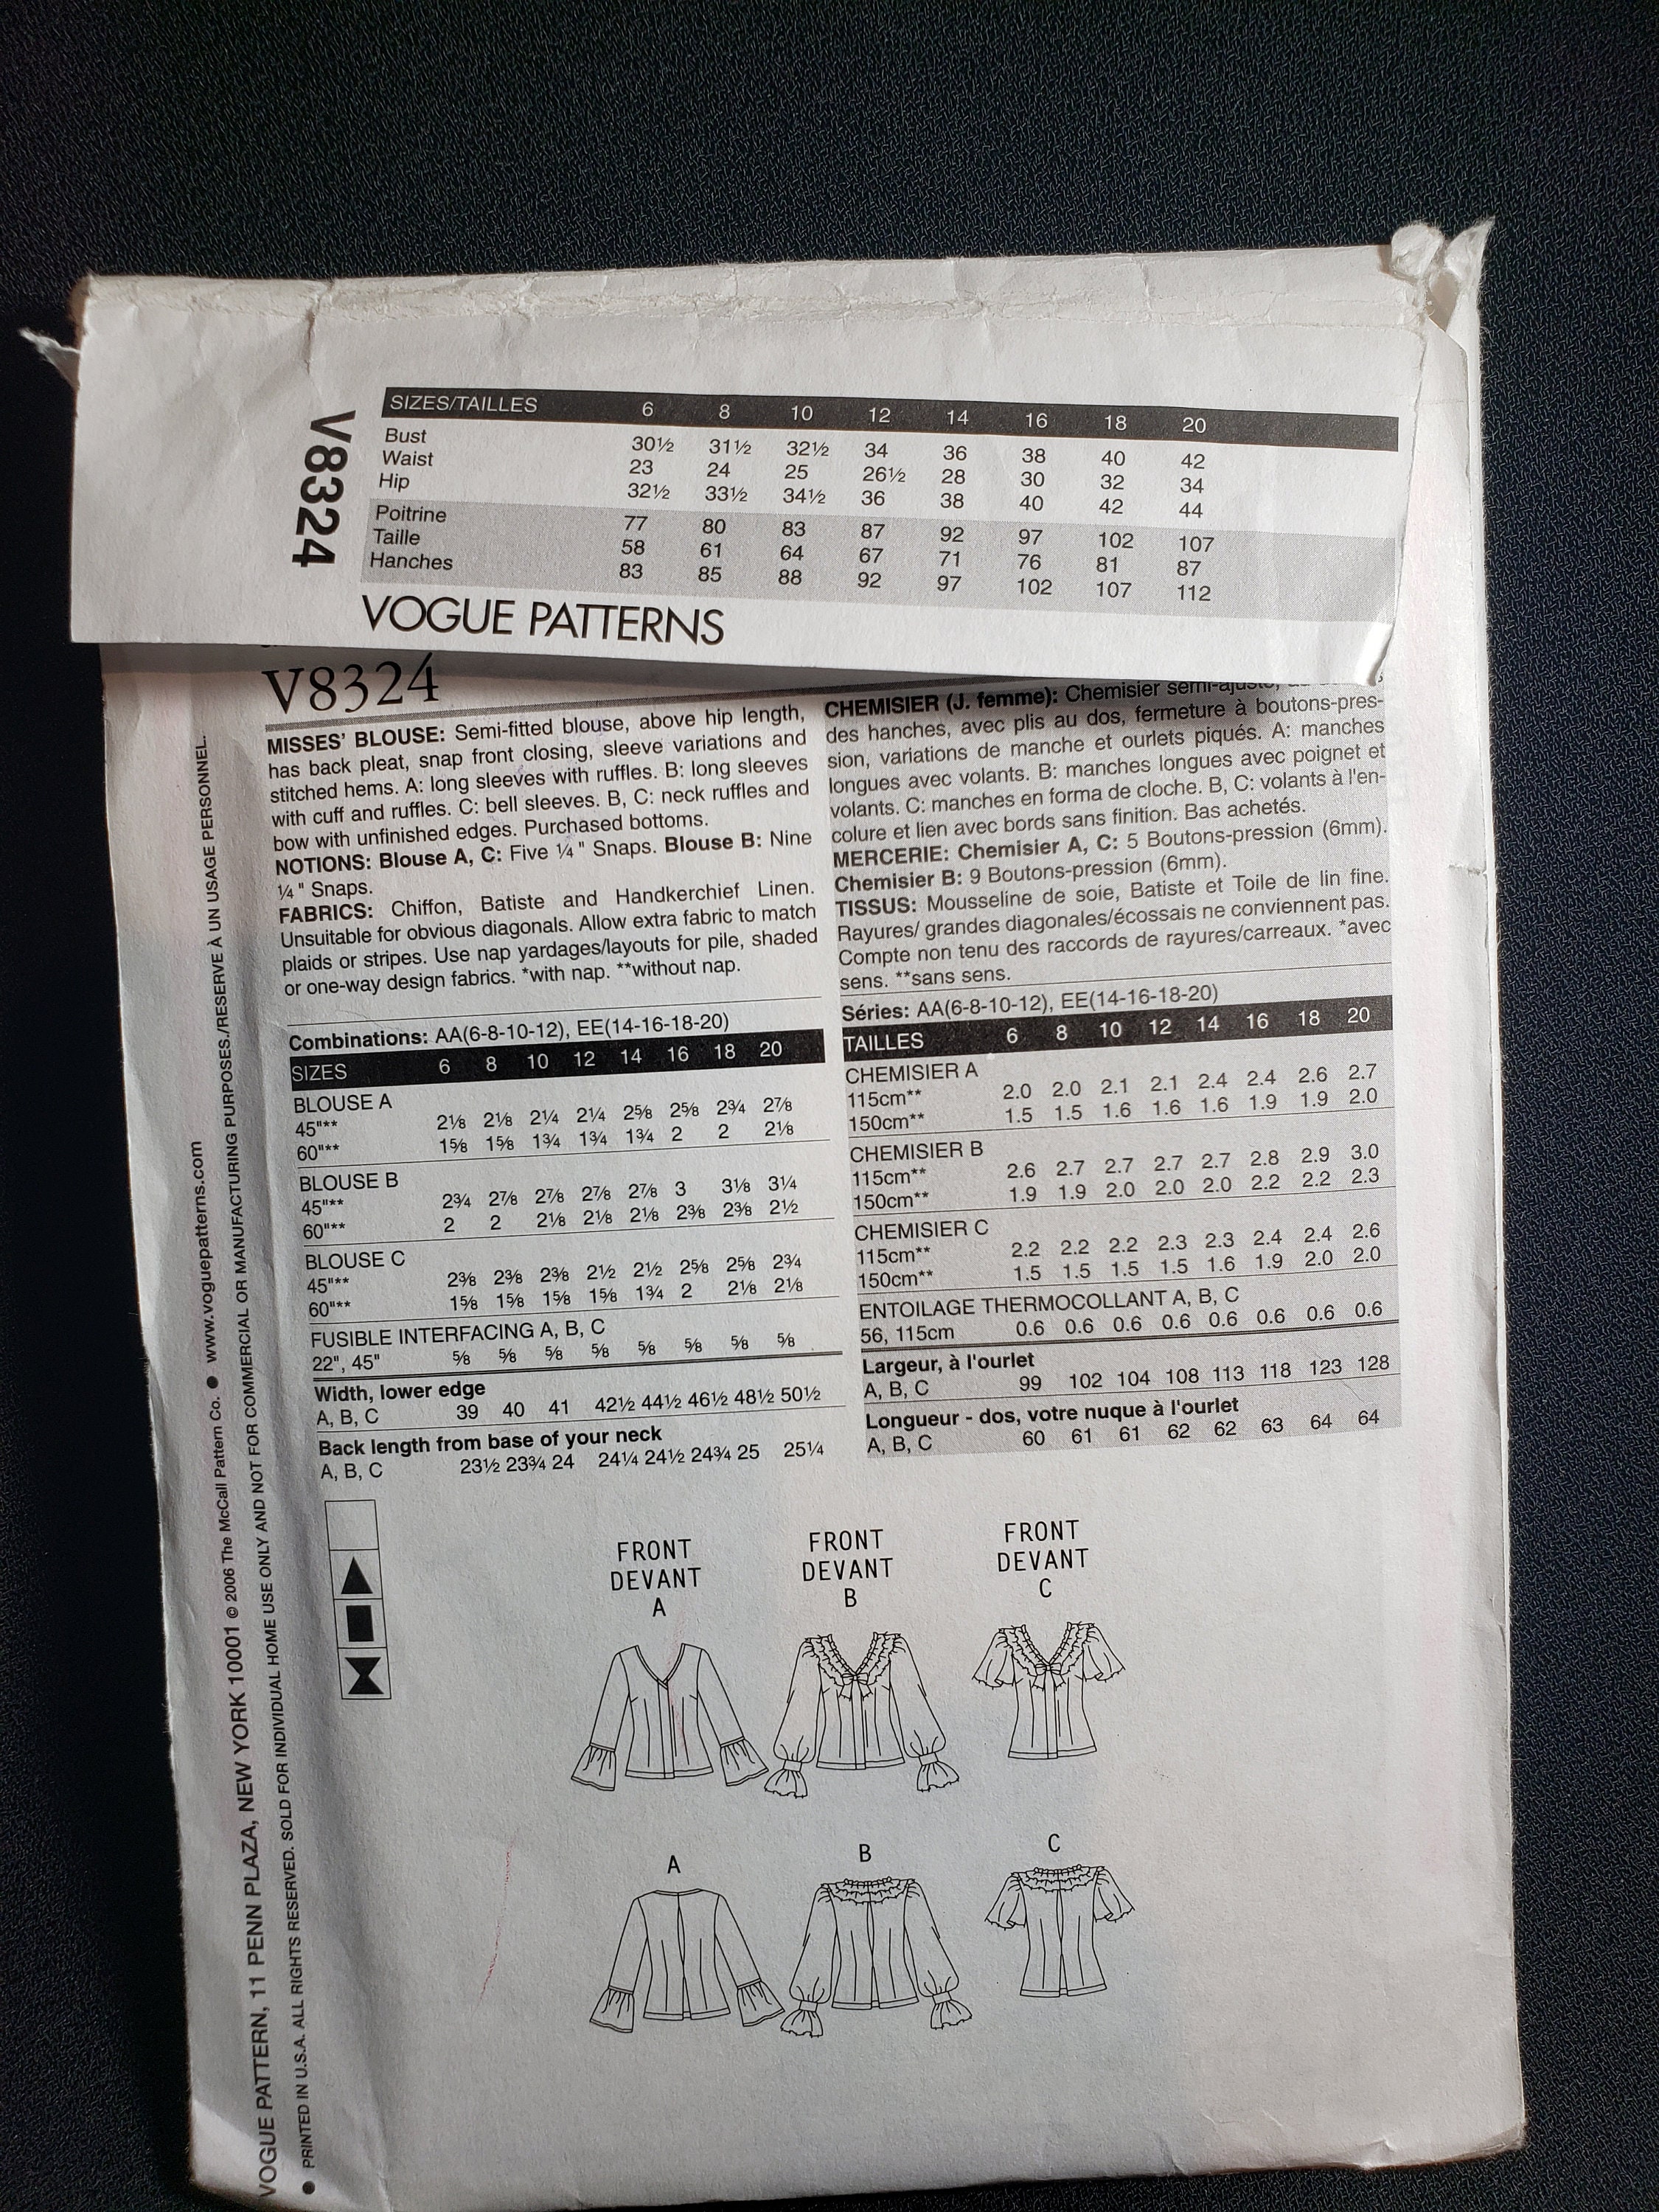 V8324
SIZES/TAILLES 6 8 10 12 14 16 18 20
Bust 30½ 31½ 32½ 34 36 38 40 42
Waist 23 24 25 26½ 28 30 32 34
Hip 32½ 33½ 34½ 36 38 40 42 44
Poitrine 77 80 83 87 92 97 102 107
Taille 58 61 64 67 71 76 81 87
Hanches 83 85 88 92 97 102 107 112
VOGUE PATTERNS
V8324
MISSES' BLOUSE: Semi-fitted blouse, above hip length,
has back pleat, snap front closing, sleeve variations and
stitched hems. A: long sleeves with ruffles. B: long sleeves
with cuff and ruffles. C: bell sleeves. B, C: neck ruffles and
bow with unfinished edges. Purchased bottoms.
NOTIONS: Blouse A, C: Five ¼" Snaps. Blouse B: Nine
¼" Snaps.
FABRICS: Chiffon, Batiste and Handkerchief Linen.
Unsuitable for obvious diagonals. Allow extra fabric to match
plaids or stripes. Use nap yardages/layouts for pile, shaded
or one-way design fabrics. *with nap. **without nap.
Combinations: AA(6-8-10-12), EE(14-16-18-20)
SIZES 6 8 10 12 14 16 18 20
BLOUSE A
45"** 2⅛ 2⅛ 2¼ 2¼ 2⅝ 2⅝ 2¾ 2⅞
60"** 1⅝ 1⅝ 1¾ 1¾ 1¾ 2 2 2⅛
BLOUSE B
45"** 2¾ 2⅞ 2⅞ 2⅞ 2⅞ 3 3⅛ 3¼
60"** 2 2 2⅛ 2⅛ 2⅛ 2⅜ 2⅜ 2½
BLOUSE C
45"** 2⅜ 2⅜ 2⅜ 2½ 2½ 2⅝ 2⅝ 2¾
60"** 1⅝ 1⅝ 1⅝ 1⅝ 1¾ 2 2⅛ 2⅛
FUSIBLE INTERFACING A, B, C
22", 45" ⅝ ⅝ ⅝ ⅝ ⅝ ⅝ ⅝ ⅝
Width, lower edge
A, B, C 39 40 41 42½ 44½ 46½ 48½ 50½
Back length from base of your neck
A, B, C 23½ 23¾ 24 24¼ 24½ 24¾ 25 25¼
CHEMISIER (J. femme): Chemisier semi-ajusté,
des hanches, avec plis au dos, fermeture à boutons-pres-
sion, variations de manche et ourlets piqués. A: manches
longues avec volants. B: manches longues avec poignet et
volants. C: manches en forma de cloche. B, C: volants à l'en-
colure et lien avec bords sans finition. Bas achetés.
MERCERIE: Chemisier A, C: 5 Boutons-pression (6mm).
Chemisier B: 9 Boutons-pression (6mm).
TISSUS: Mousseline de soie, Batiste et Toile de lin fine.
Rayures/ grandes diagonales/écossais ne conviennent pas.
Compte non tenu des raccords de rayures/carreaux. *avec
sens. **sans sens.
Séries: AA(6-8-10-12), EE(14-16-18-20)
TAILLES 6 8 10 12 14 16 18 20
CHEMISIER A
115cm** 2.0 2.0 2.1 2.1 2.4 2.4 2.6 2.7
150cm** 1.5 1.5 1.6 1.6 1.6 1.9 1.9 2.0
CHEMISIER B
115cm** 2.6 2.7 2.7 2.7 2.7 2.8 2.9 3.0
150cm** 1.9 1.9 2.0 2.0 2.0 2.2 2.2 2.3
CHEMISIER C
115cm** 2.2 2.2 2.2 2.3 2.3 2.4 2.4 2.6
150cm** 1.5 1.5 1.5 1.5 1.6 1.9 2.0 2.0
ENTOILAGE THERMOCOLLANT A, B, C
56, 115cm 0.6 0.6 0.6 0.6 0.6 0.6 0.6 0.6
Largeur, à l'ourlet
A, B, C 99 102 104 108 113 118 123 128
Longueur - dos, votre nuque à l'ourlet
A, B, C 60 61 61 62 62 63 64 64
FRONT
DEVANT
A
FRONT
DEVANT
B
FRONT
DEVANT
C
A
B
C
VOGUE PATTERN, 11 PENN PLAZA, NEW YORK 10001 © 2006 The McCall Pattern Co. ● www.voguepatterns.com
● PRINTED IN U.S.A. ALL RIGHTS RESERVED. SOLD FOR INDIVIDUAL HOME USE ONLY AND NOT FOR COMMERCIAL OR MANUFACTURING PURPOSES./RESERVE À UN USAGE PERSONNEL.